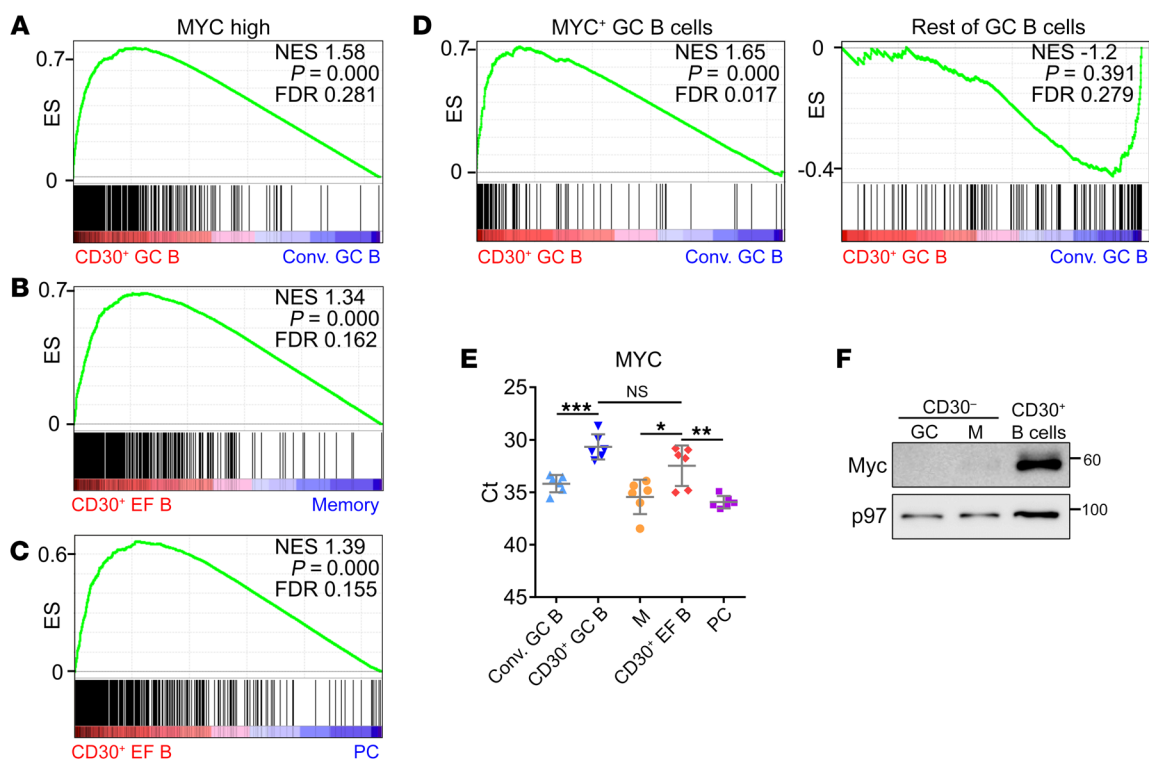 A
MYC high
0.7
0
ES
NES 1.58
P = 0.000
FDR 0.281
CD30⁺ GC B
Conv. GC B
B
0.7
0
ES
NES 1.34
P = 0.000
FDR 0.162
CD30⁺ EF B
Memory
C
0.6
0
ES
NES 1.39
P = 0.000
FDR 0.155
CD30⁺ EF B
PC
D
MYC⁺ GC B cells
0.7
0
ES
NES 1.65
P = 0.000
FDR 0.017
CD30⁺ GC B
Conv. GC B
Rest of GC B cells
0
-0.4
ES
NES -1.2
P = 0.391
FDR 0.279
CD30⁺ GC B
Conv. GC B
E
MYC
25
30
35
40
45
Ct
***
NS
*
**
Conv. GC B
CD30⁺ GC B
M
CD30⁺ EF B
PC
F
CD30⁻
CD30⁺
GC
M
B cells
Myc
60
p97
100